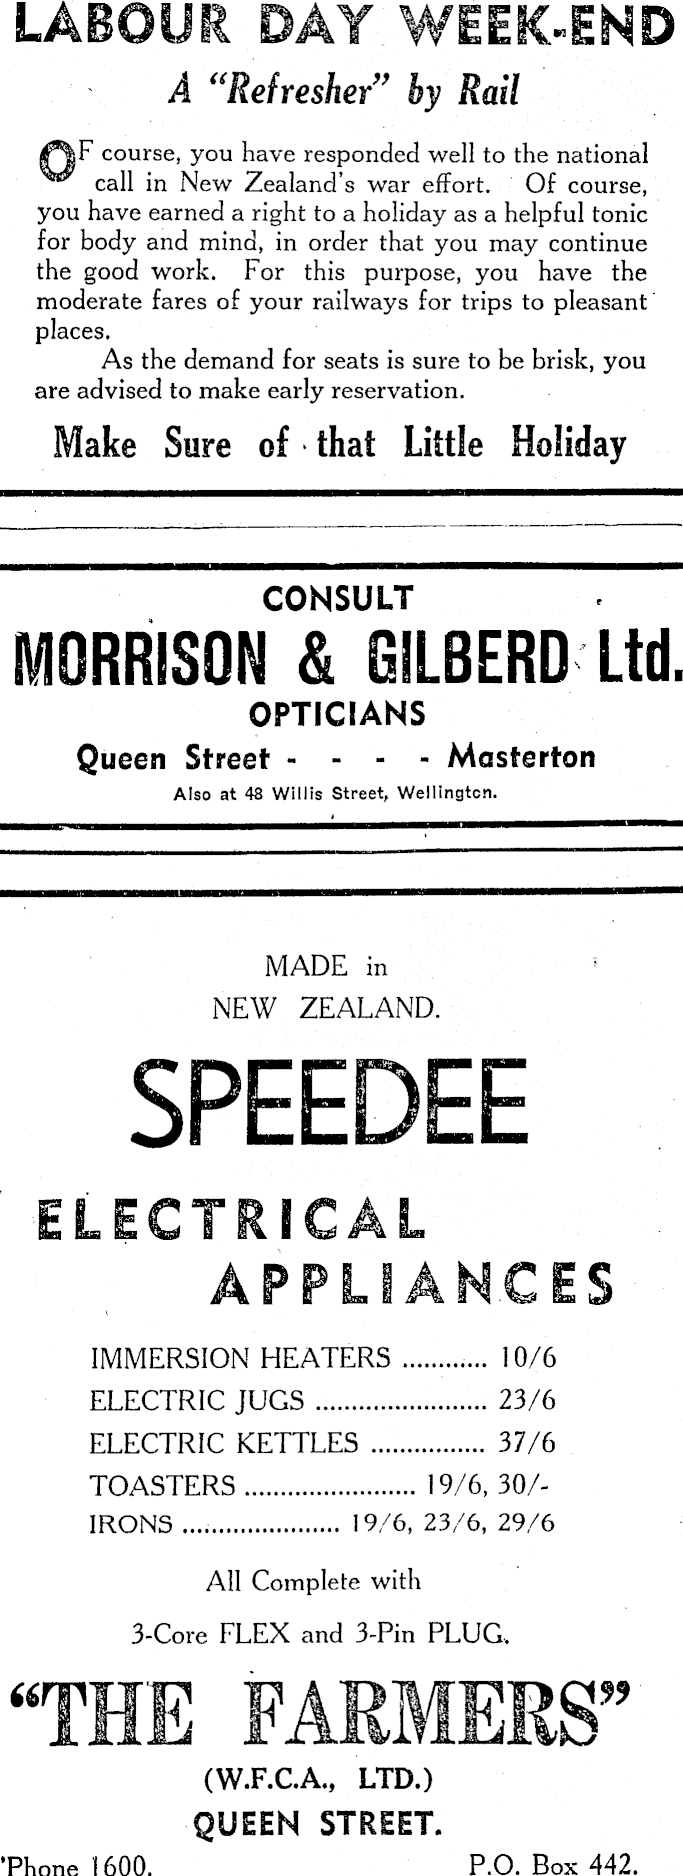 LABOUR DAY WEEK-END
A "Refresher" by Rail
OF course, you have responded well to the national
call in New Zealand's war effort. Of course,
you have earned a right to a holiday as a helpful tonic
for body and mind, in order that you may continue
the good work. For this purpose, you have the
moderate fares of your railways for trips to pleasant
places.
As the demand for seats is sure to be brisk, you
are advised to make early reservation.
Make Sure of that Little Holiday
CONSULT
MORRISON & GILBERD Ltd.
OPTICIANS
Queen Street - - - - Masterton
Also at 48 Willis Street, Wellington.
MADE in
NEW ZEALAND.
SPEEDEE
ELECTRICAL
APPLIANCES
IMMERSION HEATERS ............ 10/6
ELECTRIC JUGS ........................ 23/6
ELECTRIC KETTLES ................ 37/6
TOASTERS ........................ 19/6, 30/-
IRONS ...................... 19/6, 23/6, 29/6
All Complete with
3-Core FLEX and 3-Pin PLUG.
"THE FARMERS"
(W.F.C.A., LTD.)
QUEEN STREET.
'Phone 1600. P.O. Box 442.